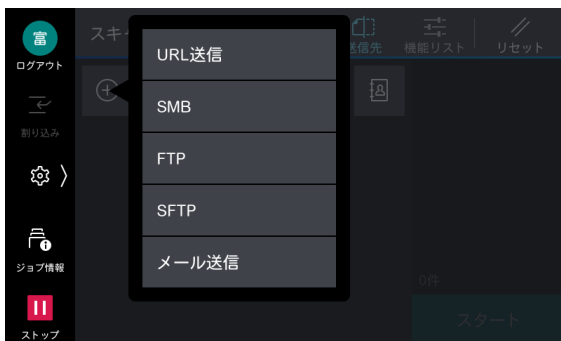 富
ログアウト
割り込み
ジョブ情報
ストップ
スキャ
URL送信
SMB
FTP
SFTP
メール送信
送信先
機能リスト
リセット
0件
スタート